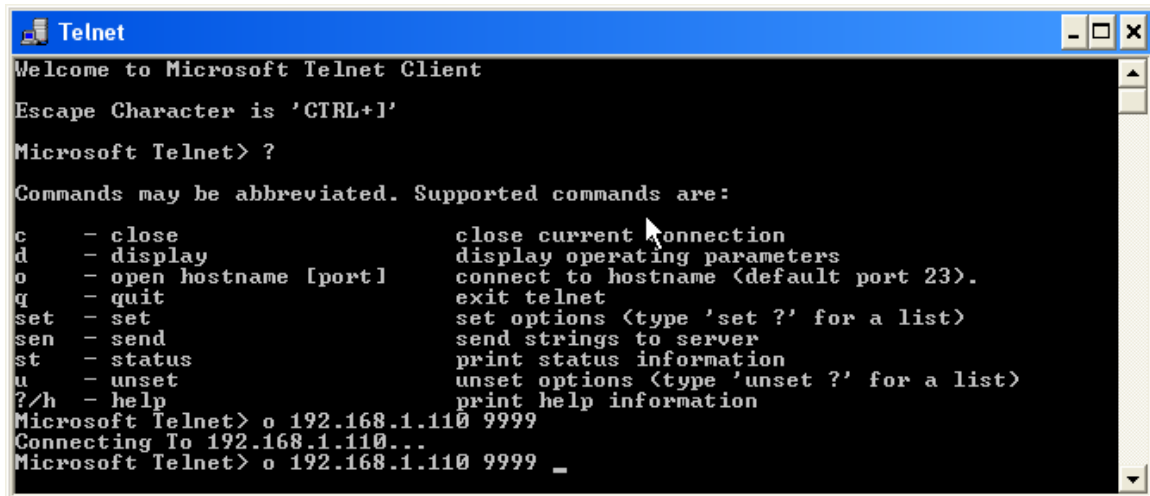 Telnet
Welcome to Microsoft Telnet Client
Escape Character is 'CTRL+]'
Microsoft Telnet> ?
Commands may be abbreviated. Supported commands are:
c    - close                     close current connection
d    - display                   display operating parameters
o    - open hostname [port]      connect to hostname (default port 23).
q    - quit                      exit telnet
set  - set                       set options (type 'set ?' for a list)
sen  - send                      send strings to server
st   - status                    print status information
u    - unset                     unset options (type 'unset ?' for a list)
?/h  - help                      print help information
Microsoft Telnet> o 192.168.1.110 9999
Connecting To 192.168.1.110...
Microsoft Telnet> o 192.168.1.110 9999 _